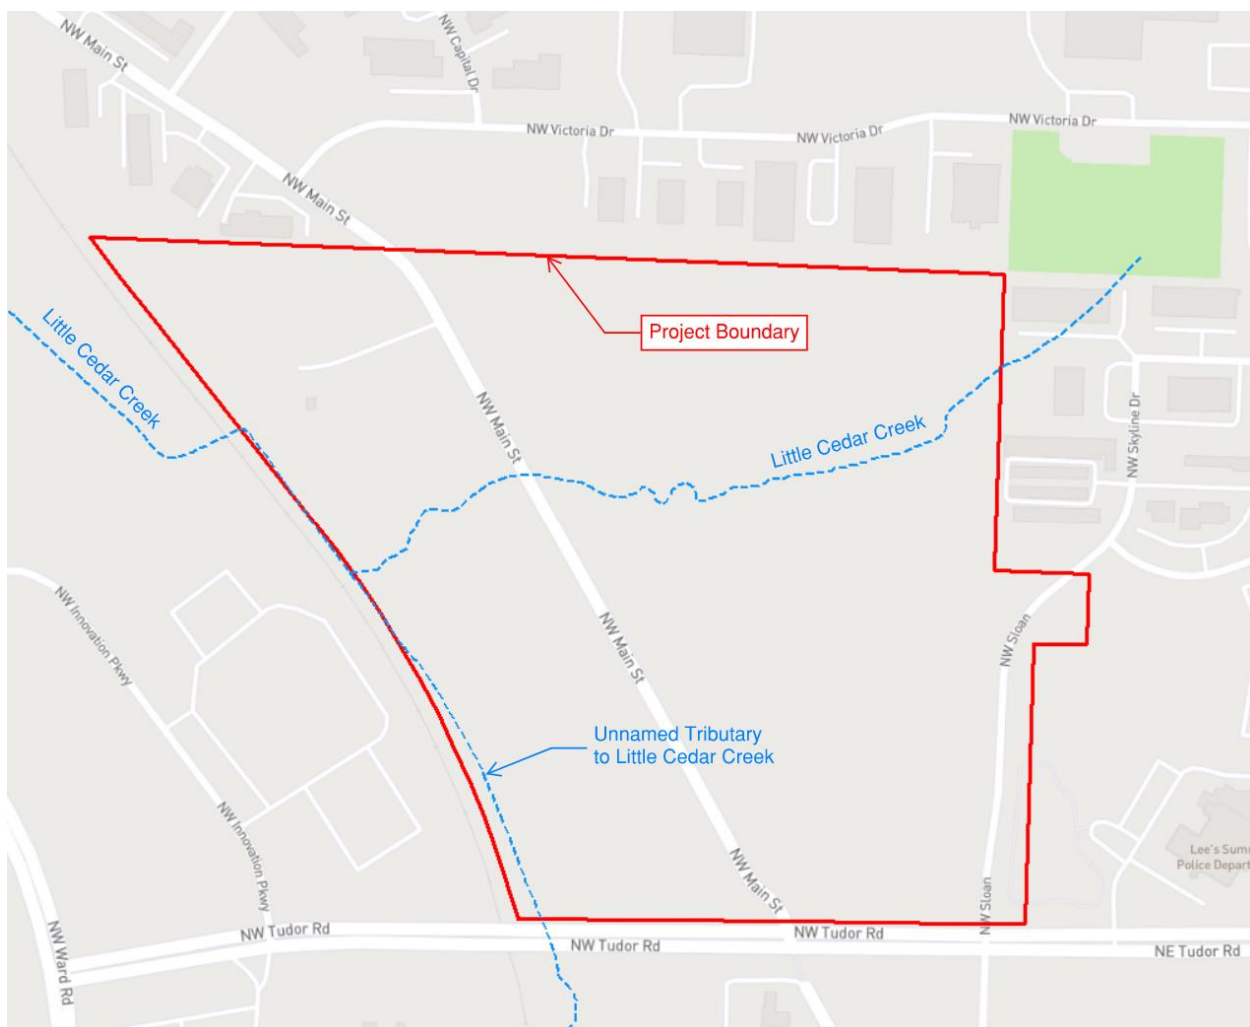 NW Main St
NW Capital Dr
NW Victoria Dr
NW Victoria Dr
NW Victoria Dr
NW Main St
Little Cedar Creek
Project Boundary
NW Main St
Little Cedar Creek
NW Skyline Dr
NW Innovation Pkwy
NW Main St
NW Sloan
Unnamed Tributary
to Little Cedar Creek
NW Innovation Pkwy
NW Main St
Lee's Sum
Police Depart
NW Sloan
NW Ward Rd
NW Tudor Rd
NW Tudor Rd
NW Tudor Rd
NE Tudor Rd